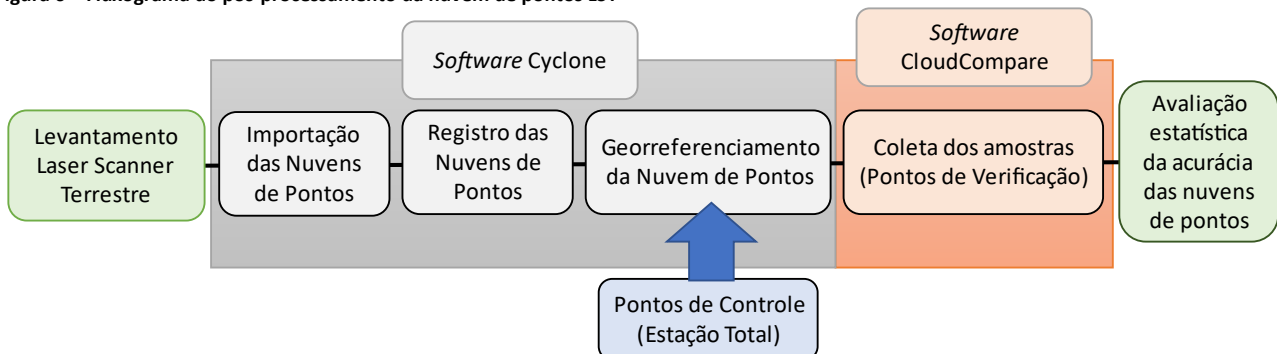 Software Cyclone
Software
CloudCompare
Levantamento
Laser Scanner
Terrestre
Importação
das Nuvens
de Pontos
Registro das
Nuvens de
Pontos
Georreferenciamento
da Nuvem de Pontos
Coleta dos amostras
(Pontos de Verificação)
Avaliação
estatística
da acurácia
das nuvens
de pontos
Pontos de Controle
(Estação Total)